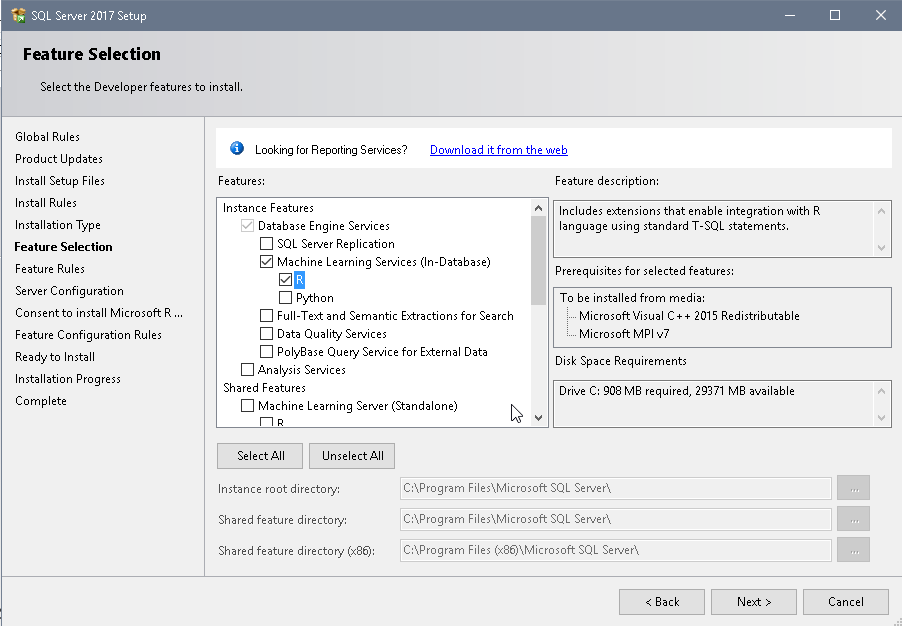 SQL Server 2017 Setup
Feature Selection
Select the Developer features to install.
Global Rules
Product Updates
Install Setup Files
Install Rules
Installation Type
Feature Selection
Feature Rules
Server Configuration
Consent to install Microsoft R ...
Feature Configuration Rules
Ready to Install
Installation Progress
Complete
Looking for Reporting Services? Download it from the web
Features:
Instance Features
Database Engine Services
SQL Server Replication
Machine Learning Services (In-Database)
R
Python
Full-Text and Semantic Extractions for Search
Data Quality Services
PolyBase Query Service for External Data
Analysis Services
Shared Features
Machine Learning Server (Standalone)
R
Feature description:
Includes extensions that enable integration with R
language using standard T-SQL statements.
Prerequisites for selected features:
To be installed from media:
Microsoft Visual C++ 2015 Redistributable
Microsoft MPI v7
Disk Space Requirements
Drive C: 908 MB required, 29371 MB available
Select All
Unselect All
Instance root directory: C:\Program Files\Microsoft SQL Server\ ...
Shared feature directory: C:\Program Files\Microsoft SQL Server\ ...
Shared feature directory (x86): C:\Program Files (x86)\Microsoft SQL Server\ ...
< Back
Next >
Cancel